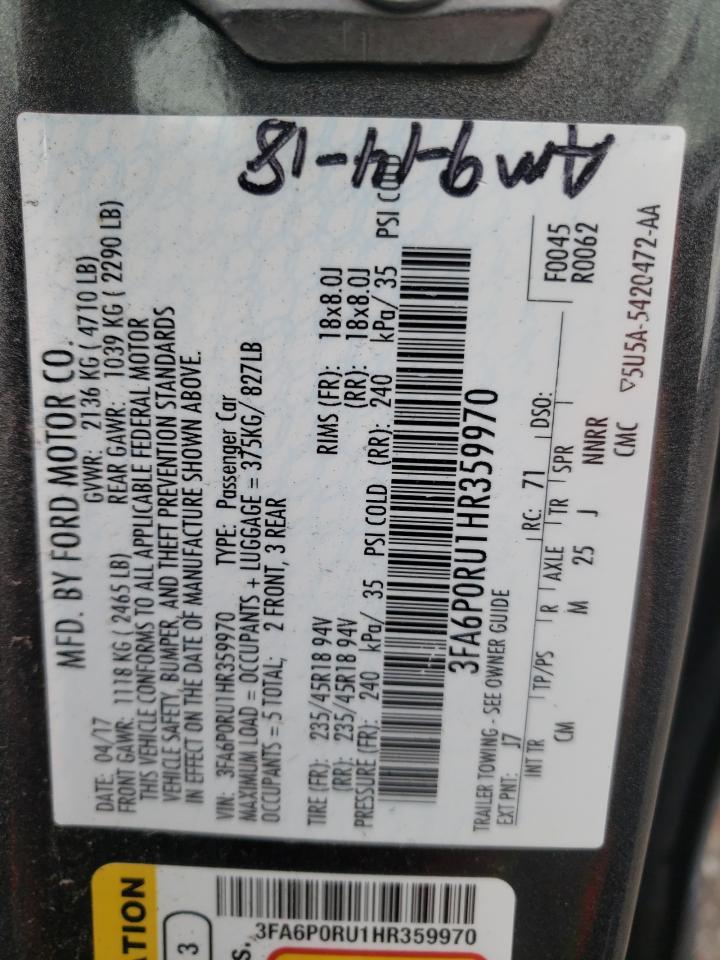 MFD. BY FORD MOTOR CO.
DATE: 04/17 GVWR: 2136 KG ( 4710 LB)
FRONT GAWR: 1118 KG ( 2465 LB) REAR GAWR: 1039 KG ( 2290 LB)
THIS VEHICLE CONFORMS TO ALL APPLICABLE FEDERAL MOTOR
VEHICLE SAFETY, BUMPER, AND THEFT PREVENTION STANDARDS
IN EFFECT ON THE DATE OF MANUFACTURE SHOWN ABOVE.
VIN: 3FA6P0RU1HR359970 TYPE: Passenger Car
MAXIMUM LOAD = OCCUPANTS + LUGGAGE = 375KG/ 827LB
OCCUPANTS = 5 TOTAL; 2 FRONT, 3 REAR
TIRE (FR): 235/45R18 94V RIMS (FR): 18x8.0J
(RR): 235/45R18 94V (RR): 18x8.0J
PRESSURE (FR): 240 kPa/ 35 PSI COLD (RR): 240 kPa/ 35 PSI COLD
3FA6P0RU1HR359970
TRAILER TOWING - SEE OWNER GUIDE
EXT PNT: J7 RC: 71 DSO: F0045
R0062
INT TR TP/PS R AXLE TR SPR
CM M 25 J NNRR
CMC
▽5U5A-5420472-AA
9-14-18
ATION
3
s.
3FA6P0RU1HR359970